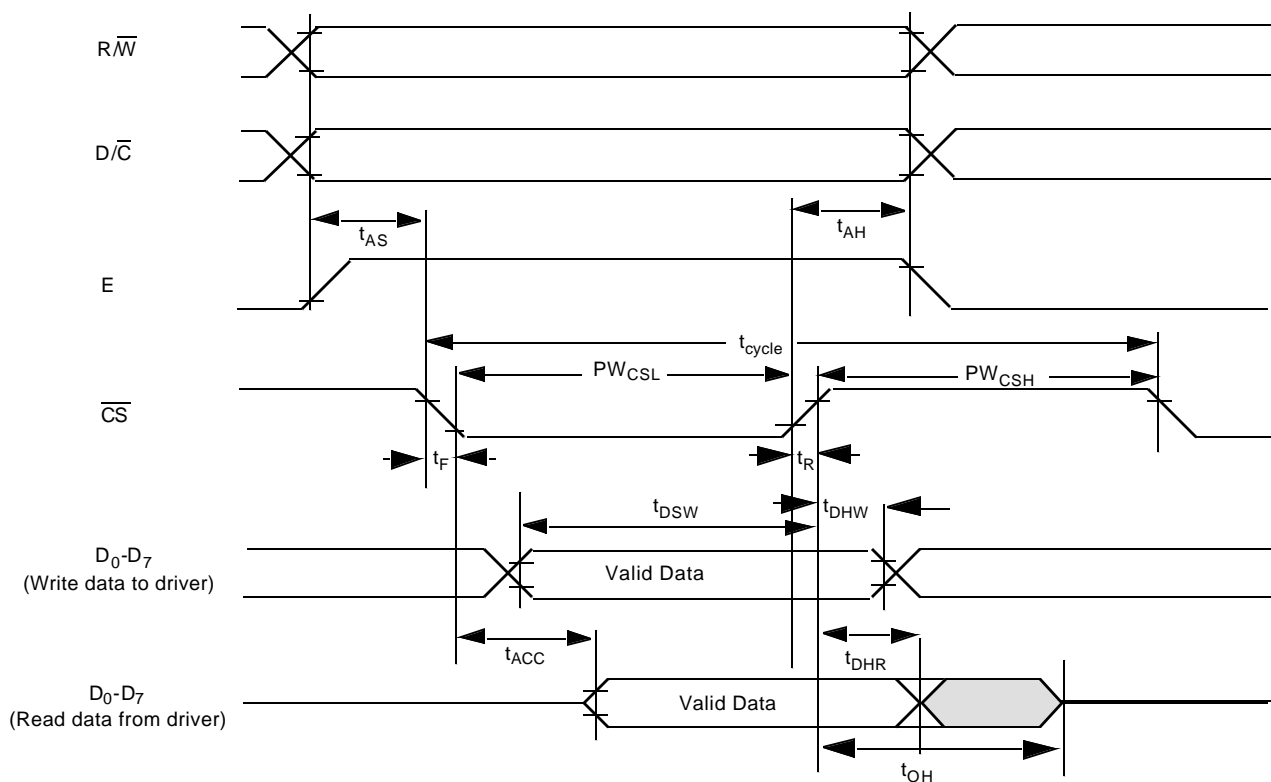 R/W̅
D/C̅
tAS
tAH
E
tcycle
PWCSL
PWCSH
C̅S̅
tF
tR
tDSW
tDHW
D0-D7
(Write data to driver)
Valid Data
tACC
tDHR
D0-D7
(Read data from driver)
Valid Data
tOH